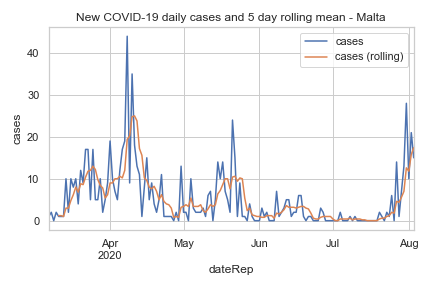 New COVID-19 daily cases and 5 day rolling mean - Malta
cases
cases (rolling)
cases
40
30
20
10
0
Apr
2020
May
Jun
Jul
Aug
dateRep